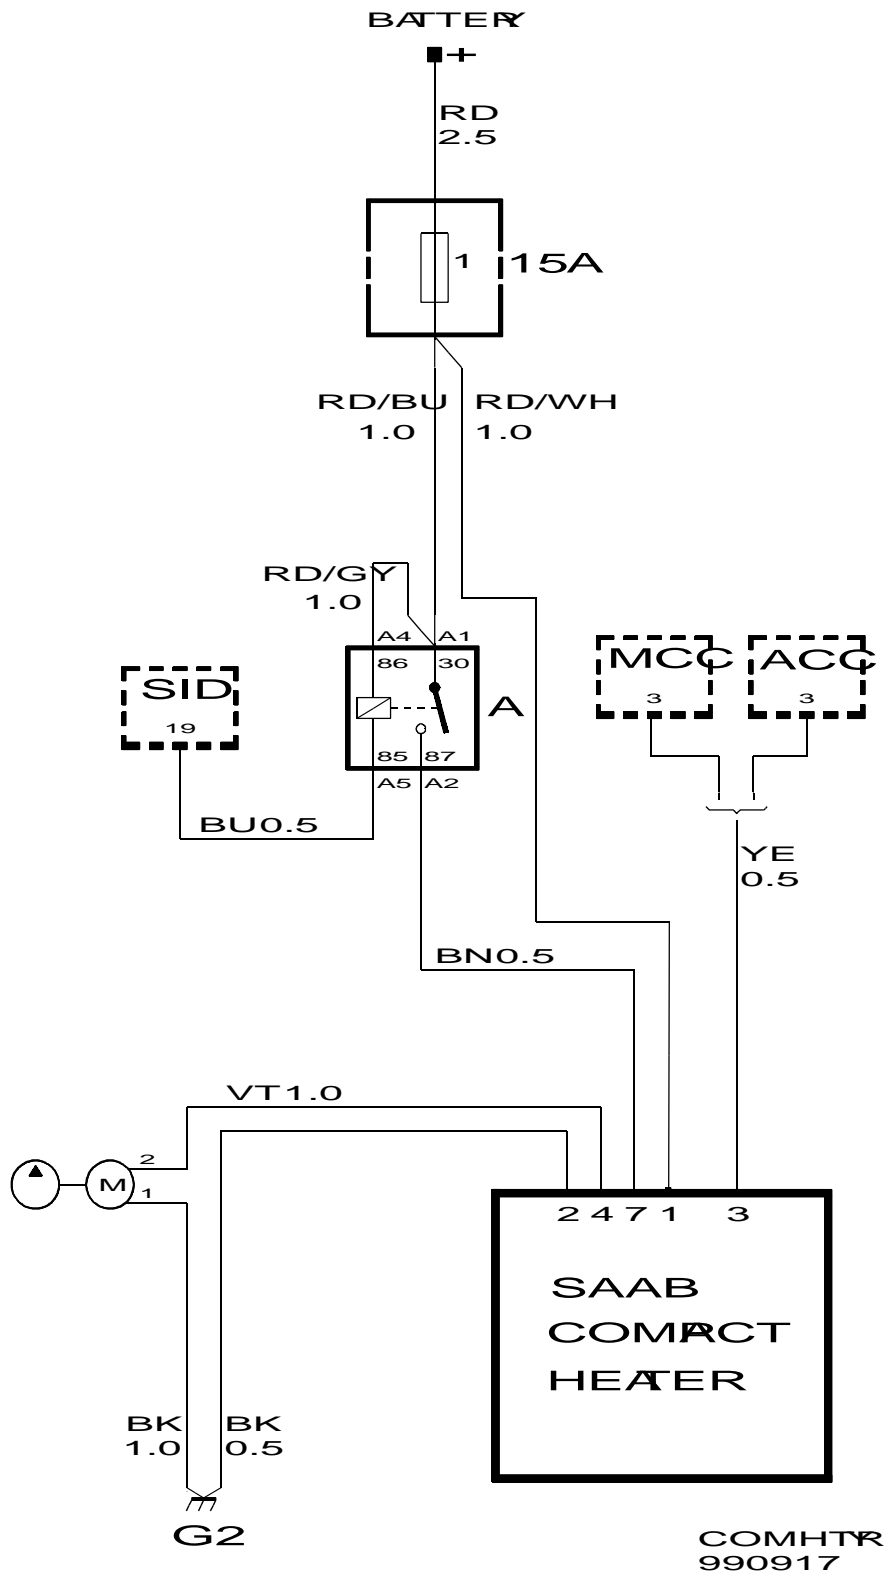 BATTERY
+
RD
2.5
1
15A
RD/BU
1.0
RD/WH
1.0
RD/GY
1.0
A4
A1
86
30
A
85
87
A5
A2
SID
19
MCC
3
ACC
3
BU0.5
YE
0.5
BN0.5
VT1.0
2
M
1
2 4 7 1 3
SAAB
COMPACT
HEATER
BK
1.0
BK
0.5
G2
COMHTRY
990917